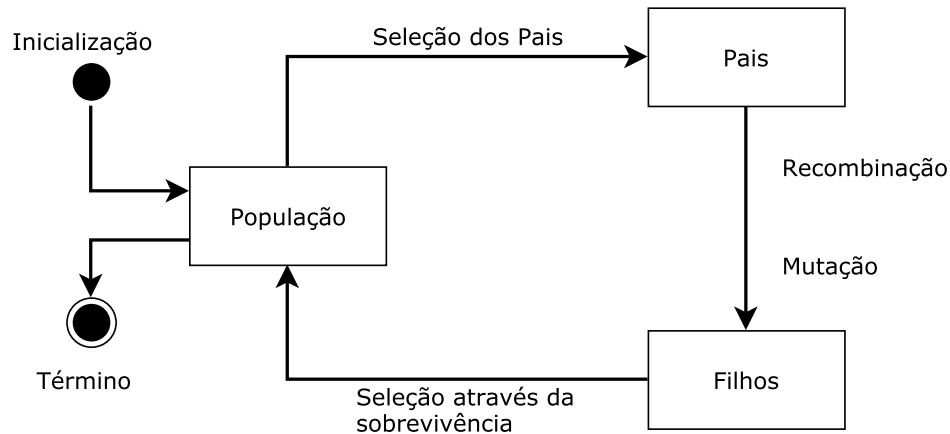 Inicialização
Seleção dos Pais
Pais
Recombinação
População
Mutação
Término
Filhos
Seleção através da
sobrevivência